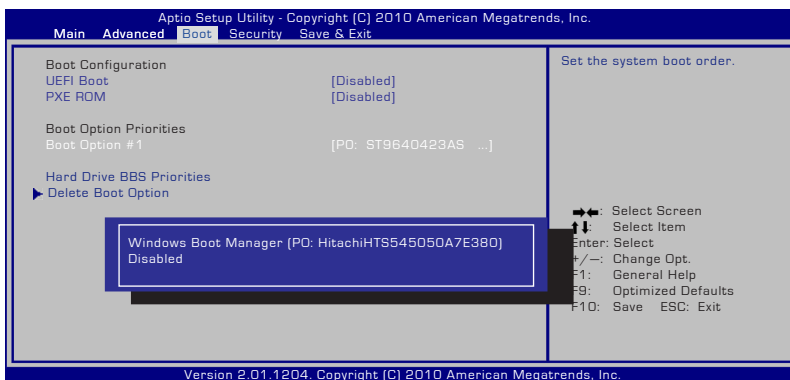 Aptio Setup Utility - Copyright (C) 2010 American Megatrends, Inc.
Main Advanced Boot Security Save & Exit
Boot Configuration
UEFI Boot [Disabled]
PXE ROM [Disabled]
Boot Option Priorities
Boot Option #1 [P0: ST9640423AS ...]
Hard Drive BBS Priorities
Delete Boot Option
Windows Boot Manager (P0: HitachiHTS545050A7E380)
Disabled
Set the system boot order.
→←: Select Screen
↑↓: Select Item
Enter: Select
+/—: Change Opt.
F1: General Help
F9: Optimized Defaults
F10: Save ESC: Exit
Version 2.01.1204. Copyright (C) 2010 American Megatrends, Inc.